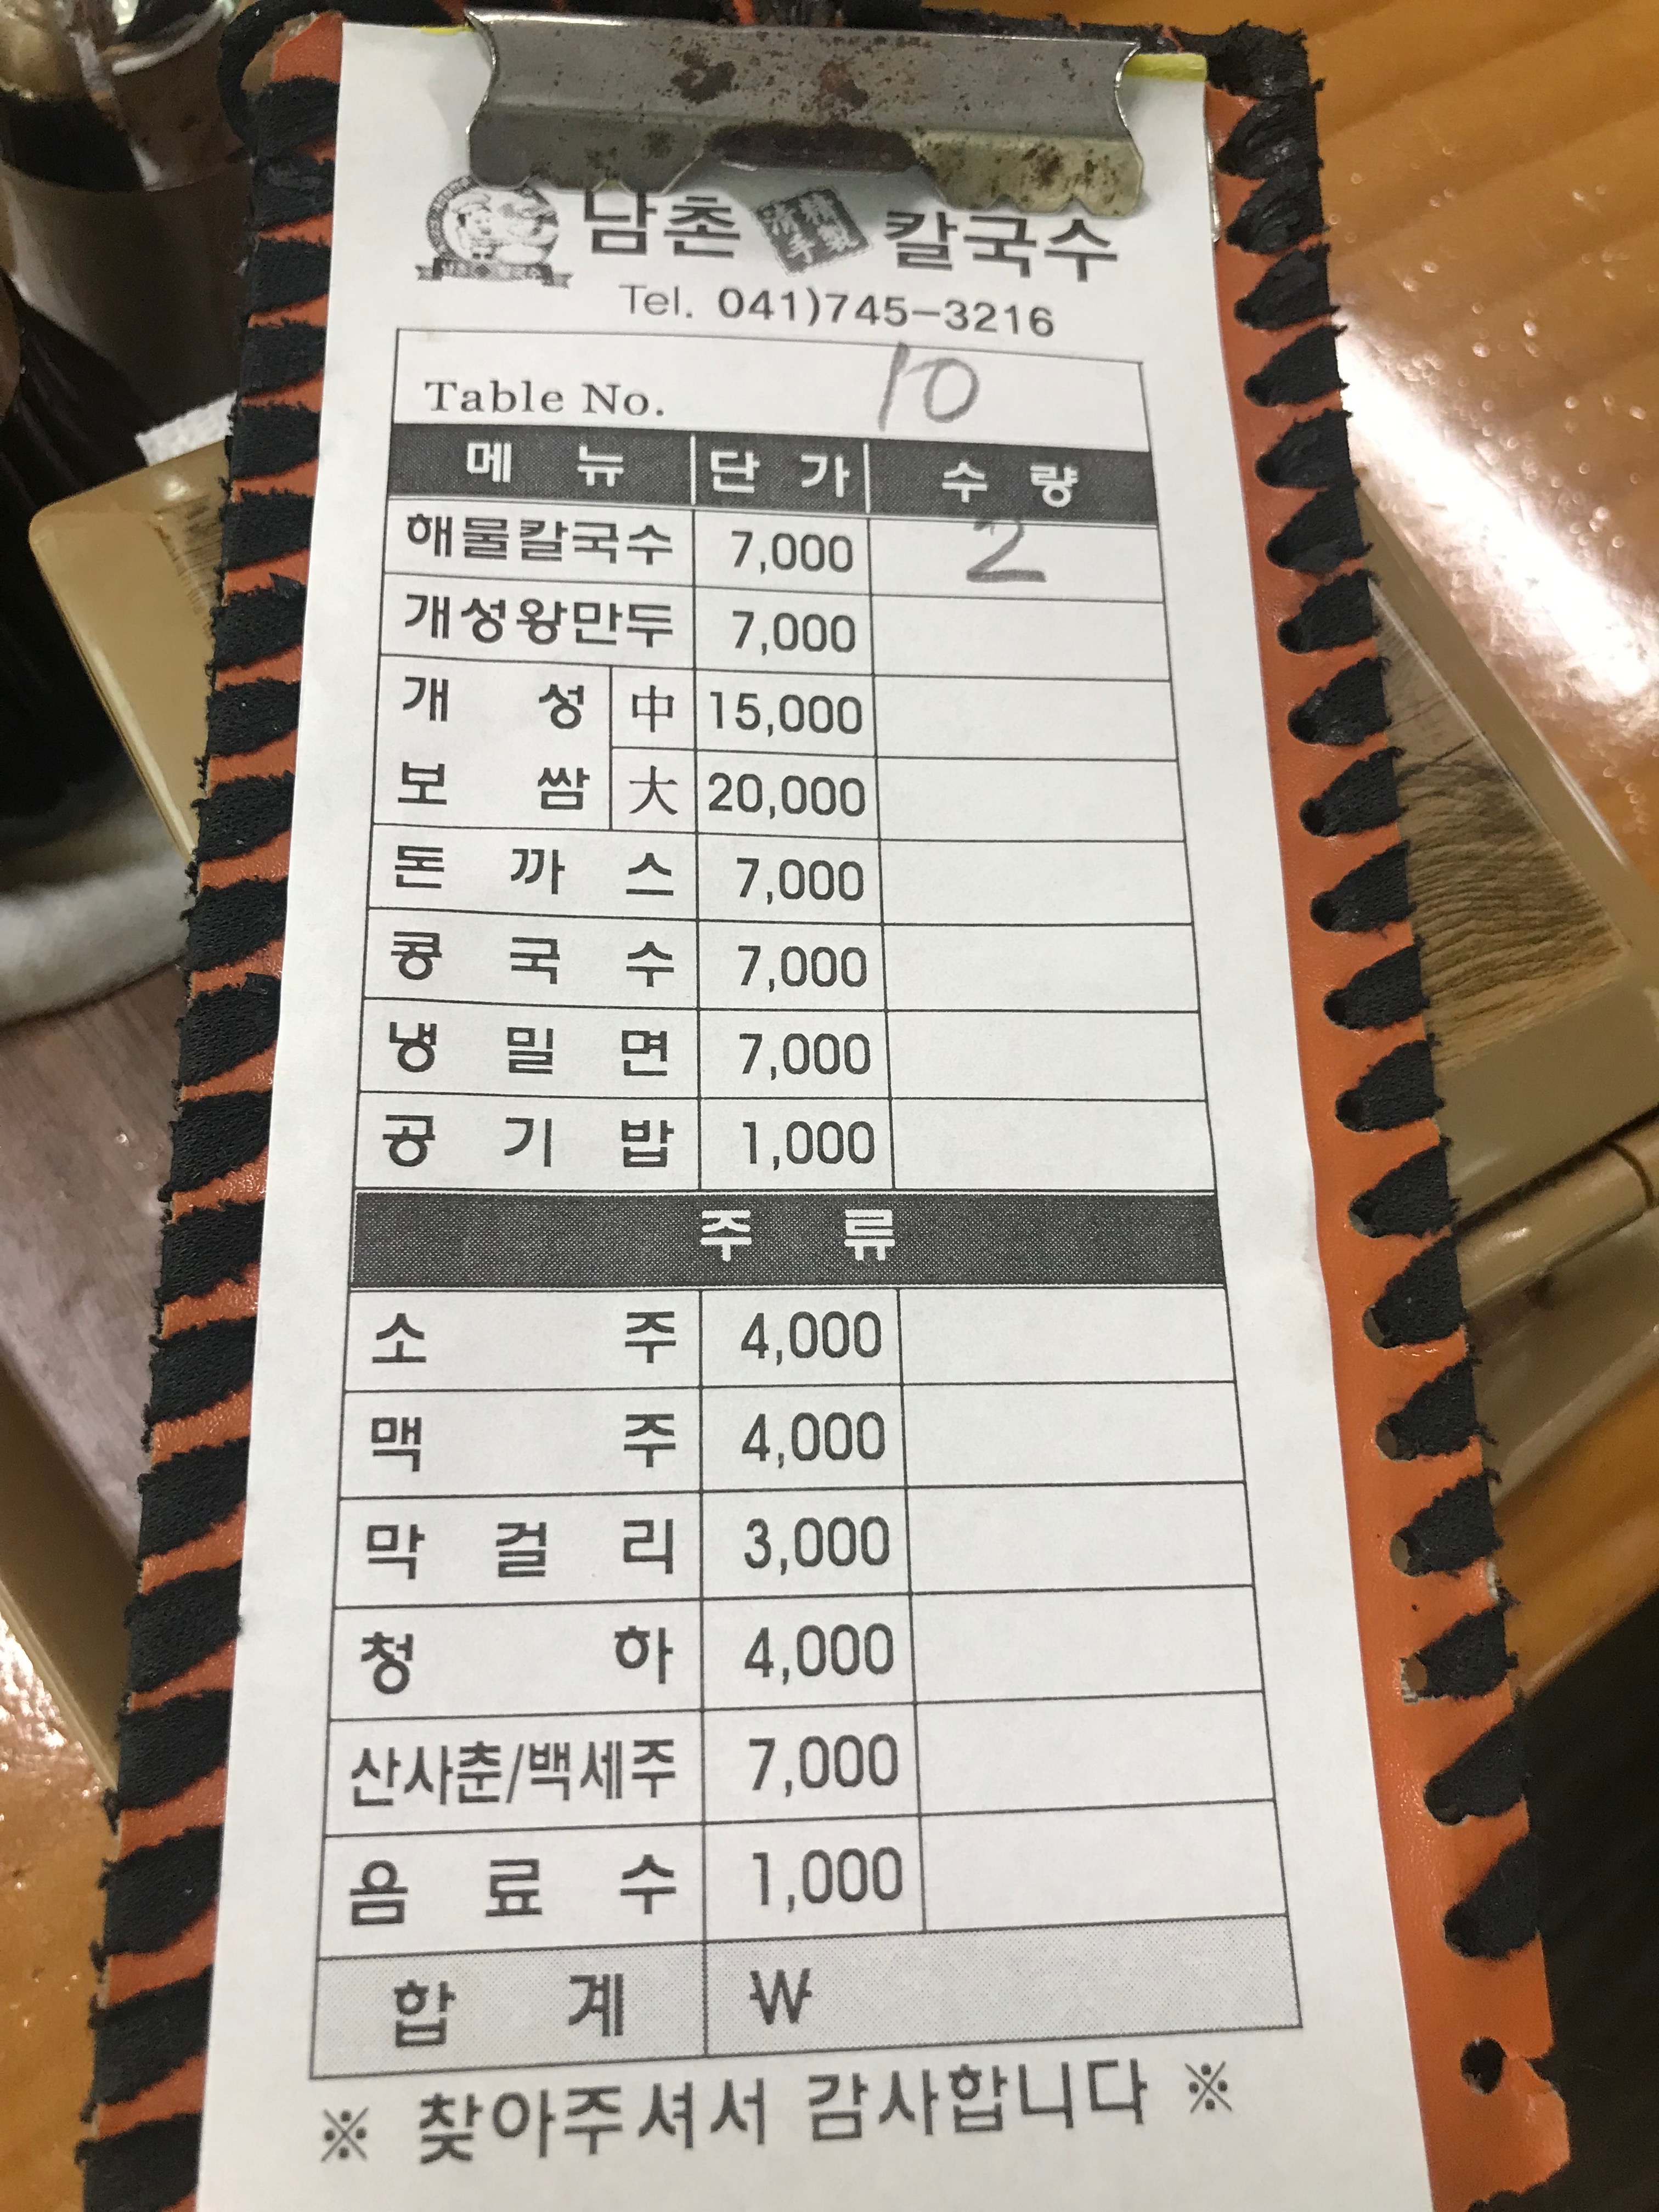 남촌 칼국수
Tel. 041)745-3216
Table No. 10
메 뉴 단 가 수 량
해물칼국수 7,000 2
개성왕만두 7,000
개 성 中 15,000
보 쌈 大 20,000
돈 까 스 7,000
콩 국 수 7,000
냉 밀 면 7,000
공 기 밥 1,000
주 류
소 주 4,000
맥 주 4,000
막 걸 리 3,000
청 하 4,000
산사춘/백세주 7,000
음 료 수 1,000
합 계 ₩
※ 찾아주셔서 감사합니다 ※